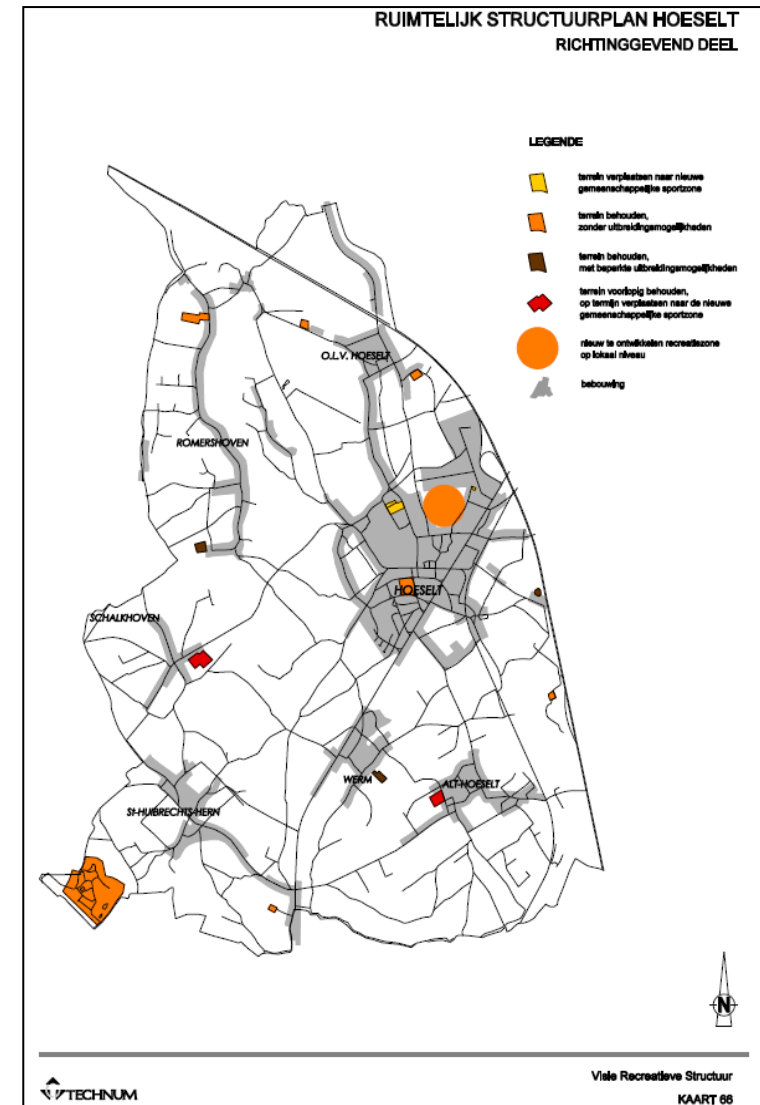 RUIMTELIJK STRUCTUURPLAN HOESELT
RICHTINGGEVEND DEEL
LEGENDE
terrein verplaatsen naar nieuwe
gemeenschappelijke sportzone
terrein behouden,
zonder uitbreidingsmogelijkheden
terrein behouden,
met beperkte uitbreidingsmogelijkheden
terrein voorlopig behouden,
op termijn verplaatsen naar de nieuwe
gemeenschappelijke sportzone
nieuw te ontwikkelen recreatiezone
op lokaal niveau
bebouwing
O.L.V. HOESELT
ROMERSHOVEN
HOESELT
SCHALKHOVEN
WERM
ALT-HOESELT
St-HUIBRECHTS-HERN
N
TECHNUM
Visie Recreatieve Structuur
KAART 66